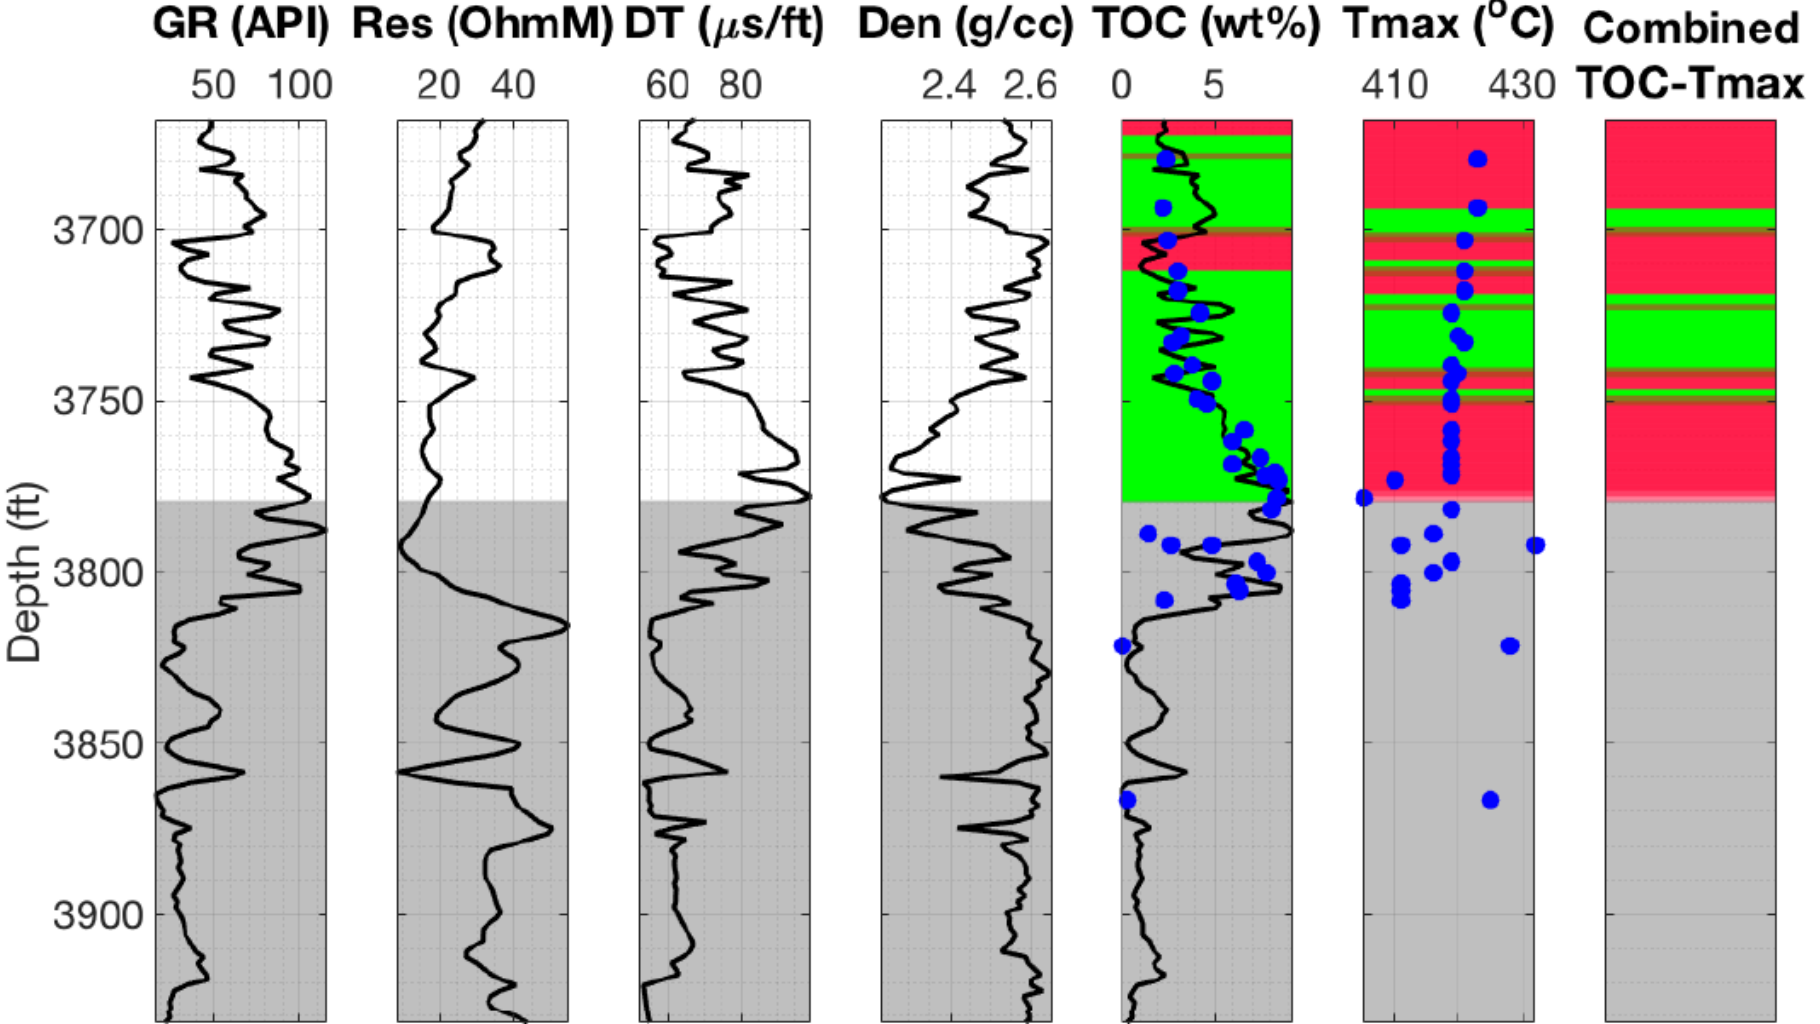 GR (API) Res (OhmM) DT (μs/ft) Den (g/cc) TOC (wt%) Tmax (°C) Combined
TOC-Tmax
50 100 20 40 60 80 2.4 2.6 0 5 410 430
3700
3750
3800
3850
3900
Depth (ft)